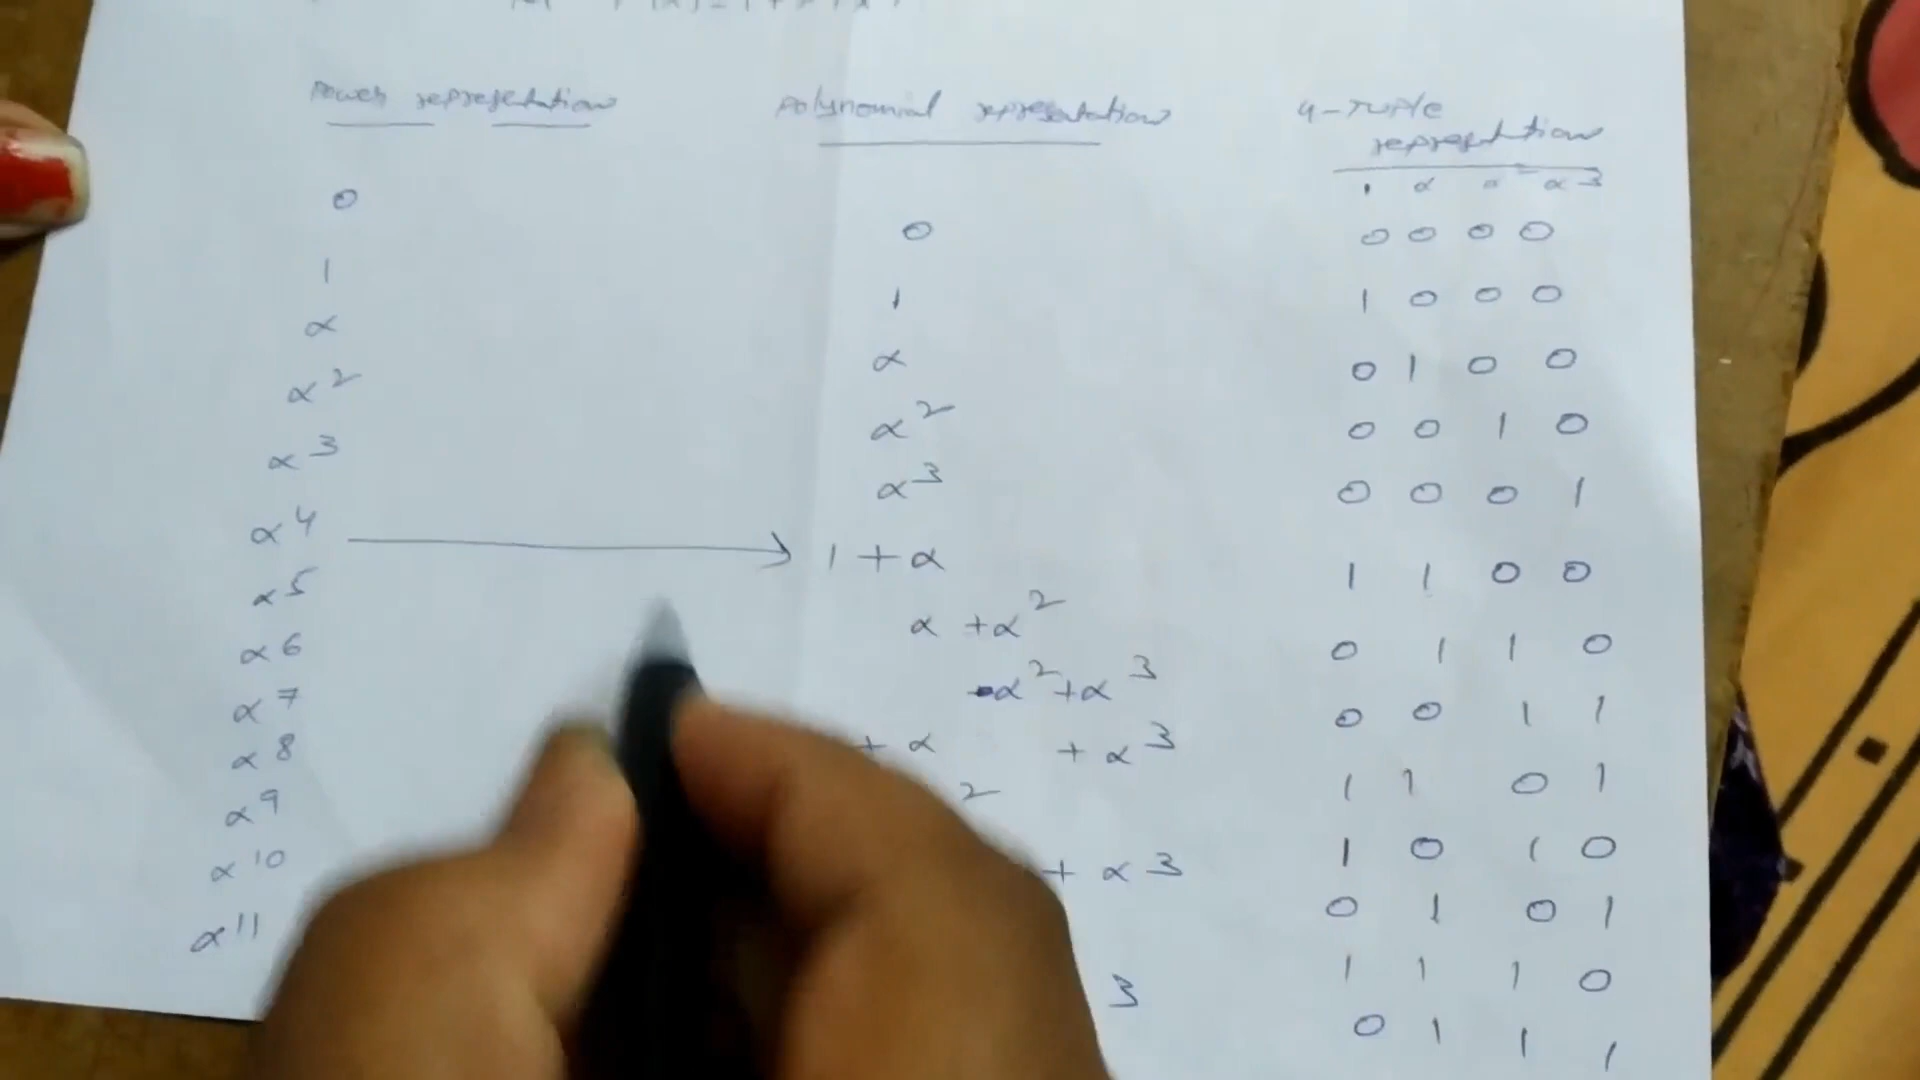 Power representation Polynomial representation 4-Tuple
representation
1 α α2 α3
0 0 0 0 0 0
1 1 1 0 0 0
α α 0 1 0 0
α2 α2 0 0 1 0
α3 α3 0 0 0 1
α4 1 + α 1 1 0 0
α5 α + α2 0 1 1 0
α6 α2 + α3 0 0 1 1
α7 + α + α3 1 1 0 1
α8 2 1 0 1 0
α9 + α3 0 1 0 1
α10 1 1 1 0
α11 3 0 1 1 1